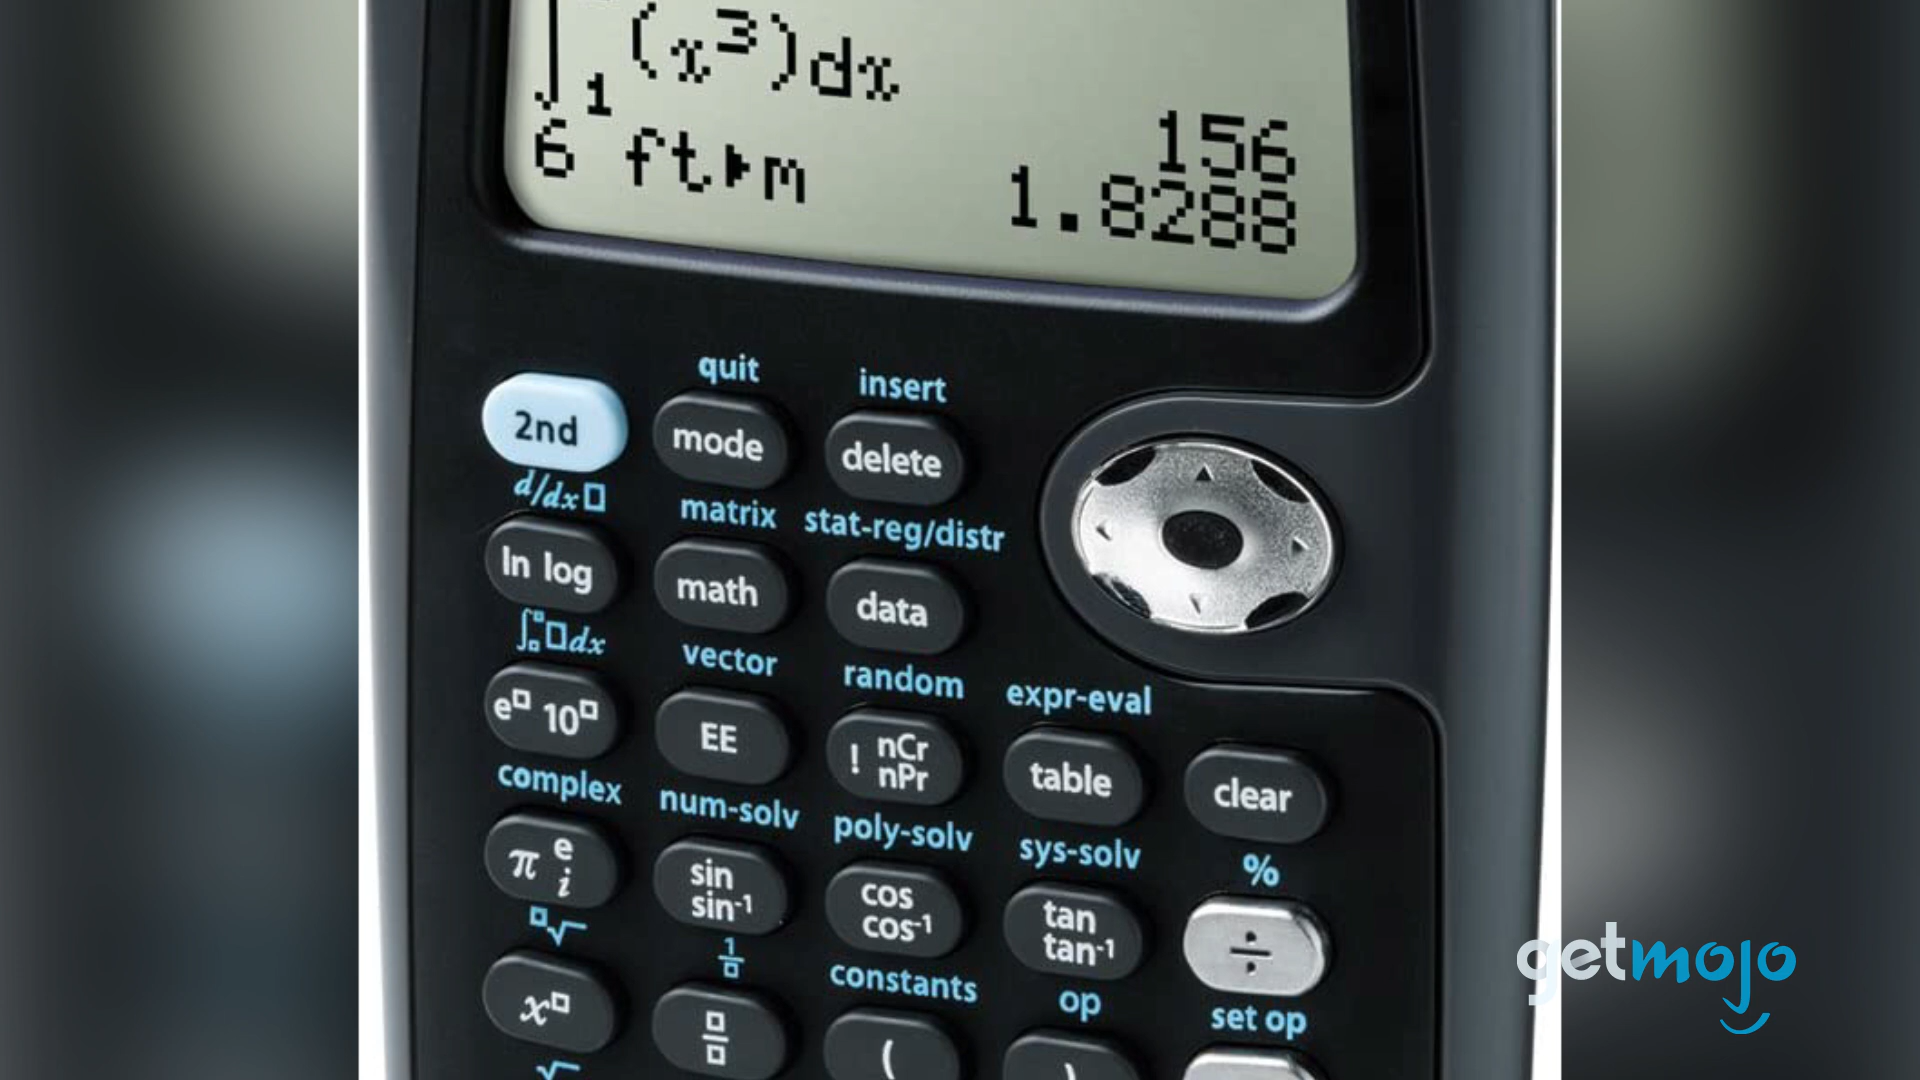 ∫₁ (x³)dx
156
6 ft▸m 1.8288
quit insert
2nd mode delete
d/dx□ matrix stat-reg/distr
ln log math data
∫□dx vector random expr-eval
e□ 10□ EE ! nCr nPr table clear
complex num-solv poly-solv sys-solv %
π e i sin sin-1 cos cos-1 tan tan-1 ÷
□√ 1/□ constants op set op
x□ □/□ ( )
√
getmojo